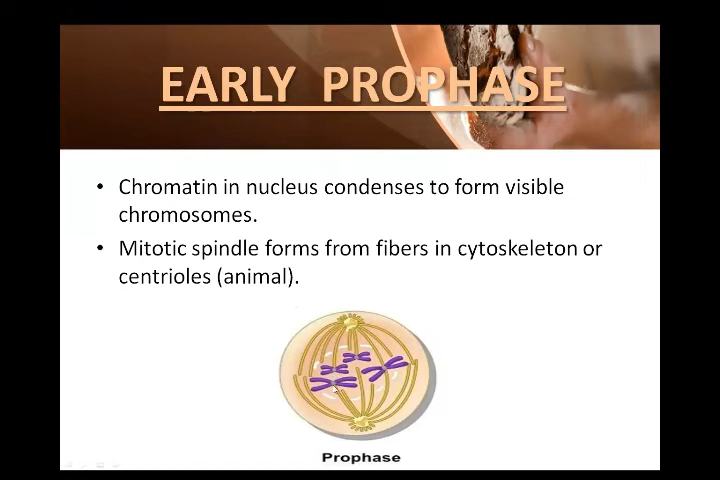 EARLY PROPHASE
• Chromatin in nucleus condenses to form visible
chromosomes.
• Mitotic spindle forms from fibers in cytoskeleton or
centrioles (animal).
Prophase